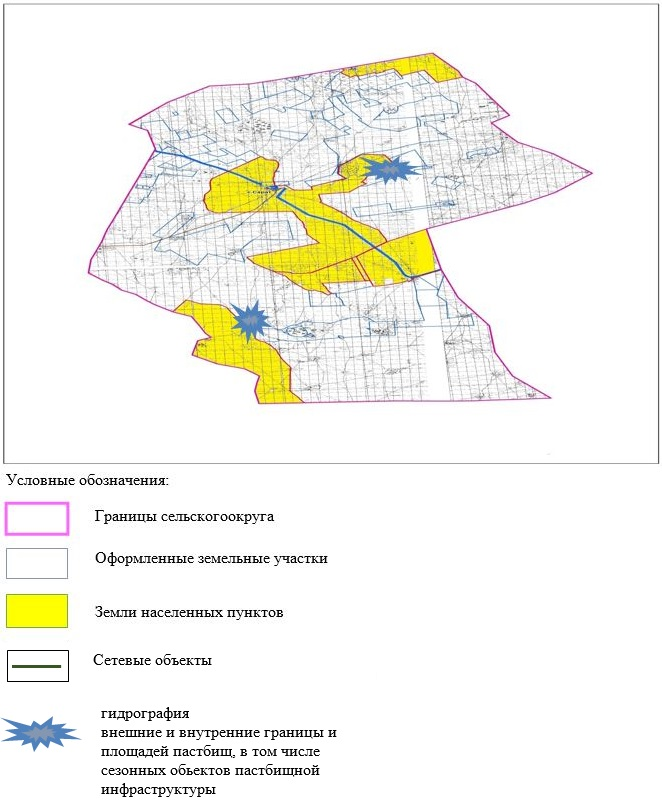 Условные обозначения:
Границы сельскогоокруга
Оформленные земельные участки
Земли населенных пунктов
Сетевые объекты
гидрография
внешние и внутренние границы и
площадей пастбищ, в том числе
сезонных обьектов пастбищной
инфраструктуры